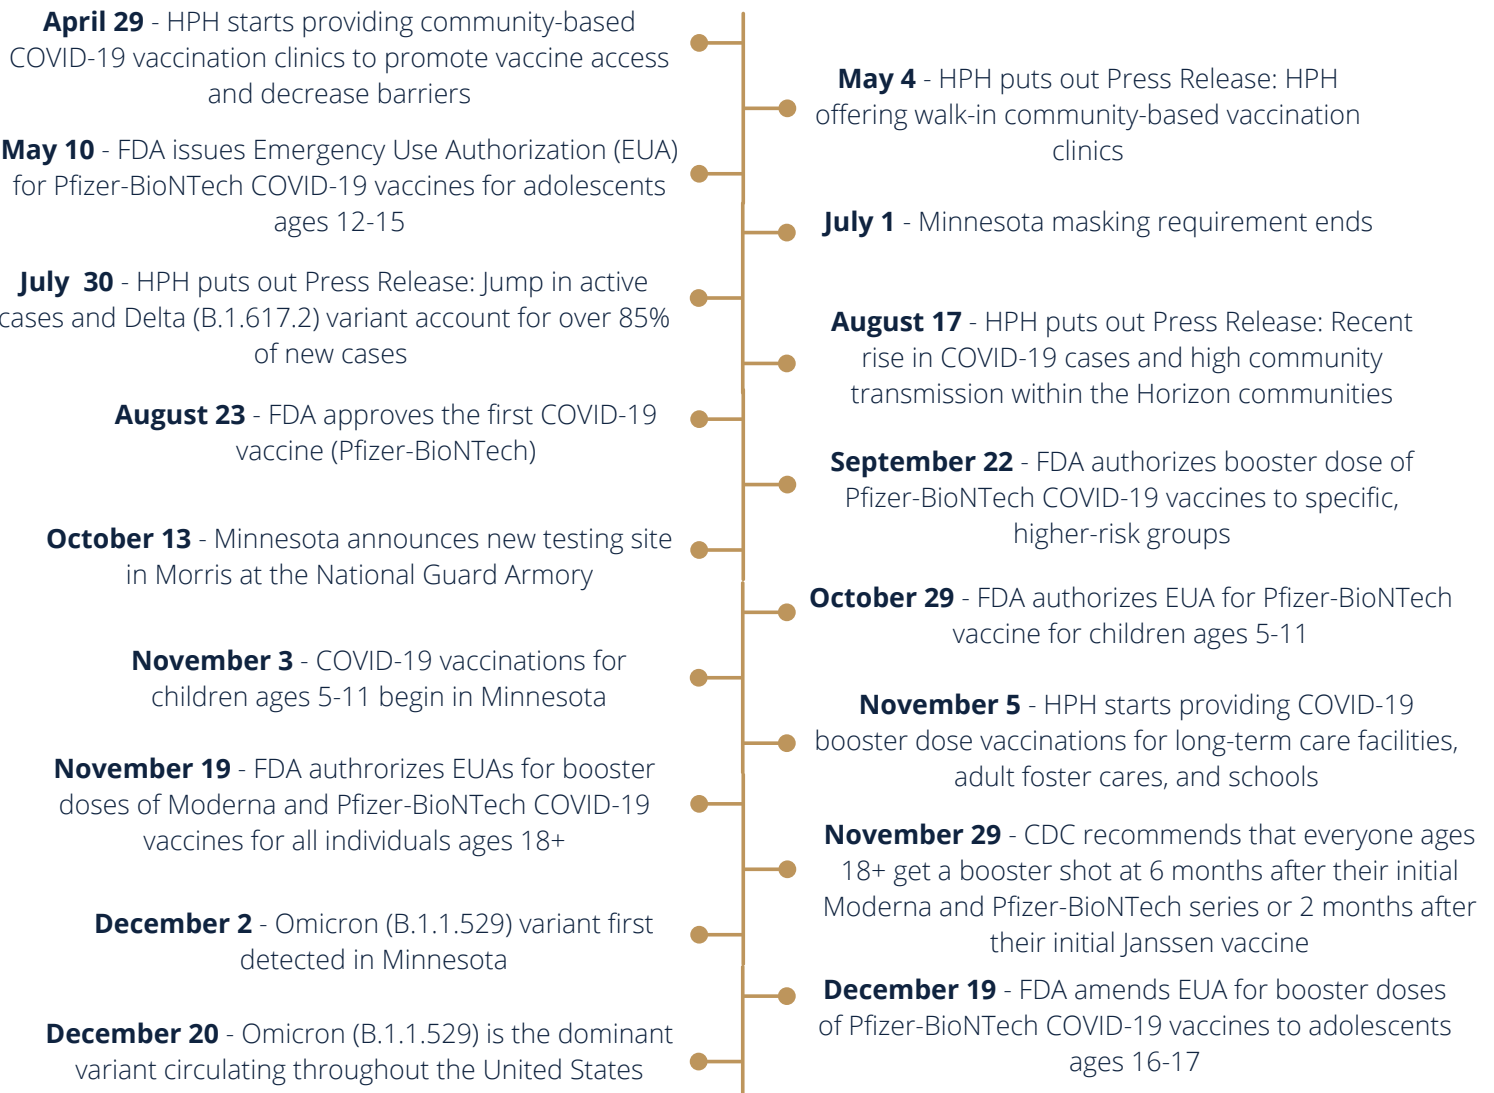 April 29 - HPH starts providing community-based
COVID-19 vaccination clinics to promote vaccine access
and decrease barriers
May 4 - HPH puts out Press Release: HPH
offering walk-in community-based vaccination
clinics
May 10 - FDA issues Emergency Use Authorization (EUA)
for Pfizer-BioNTech COVID-19 vaccines for adolescents
ages 12-15
July 1 - Minnesota masking requirement ends
July  30 - HPH puts out Press Release: Jump in active
cases and Delta (B.1.617.2) variant account for over 85%
of new cases
August 17 - HPH puts out Press Release: Recent
rise in COVID-19 cases and high community
transmission within the Horizon communities
August 23 - FDA approves the first COVID-19
vaccine (Pfizer-BioNTech)
September 22 - FDA authorizes booster dose of
Pfizer-BioNTech COVID-19 vaccines to specific,
higher-risk groups
October 13 - Minnesota announces new testing site
in Morris at the National Guard Armory
October 29 - FDA authorizes EUA for Pfizer-BioNTech
vaccine for children ages 5-11
November 3 - COVID-19 vaccinations for
children ages 5-11 begin in Minnesota
November 5 - HPH starts providing COVID-19
booster dose vaccinations for long-term care facilities,
adult foster cares, and schools
November 19 - FDA authrorizes EUAs for booster
doses of Moderna and Pfizer-BioNTech COVID-19
vaccines for all individuals ages 18+
November 29 - CDC recommends that everyone ages
18+ get a booster shot at 6 months after their initial
Moderna and Pfizer-BioNTech series or 2 months after
their initial Janssen vaccine
December 2 - Omicron (B.1.1.529) variant first
detected in Minnesota
December 19 - FDA amends EUA for booster doses
of Pfizer-BioNTech COVID-19 vaccines to adolescents
ages 16-17
December 20 - Omicron (B.1.1.529) is the dominant
variant circulating throughout the United States